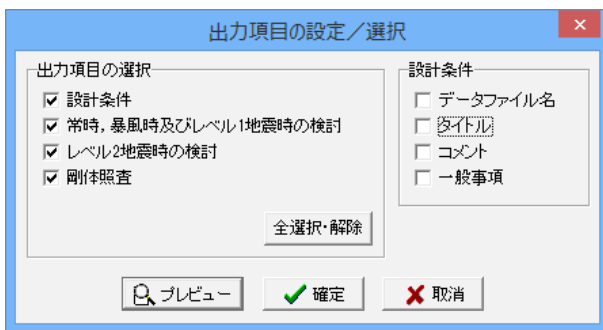 出力項目の設定／選択
出力項目の選択
設計条件
常時，暴風時及びレベル1地震時の検討
レベル2地震時の検討
剛体照査
全選択・解除
設計条件
データファイル名
タイトル
コメント
一般事項
プレビュー
確定
取消